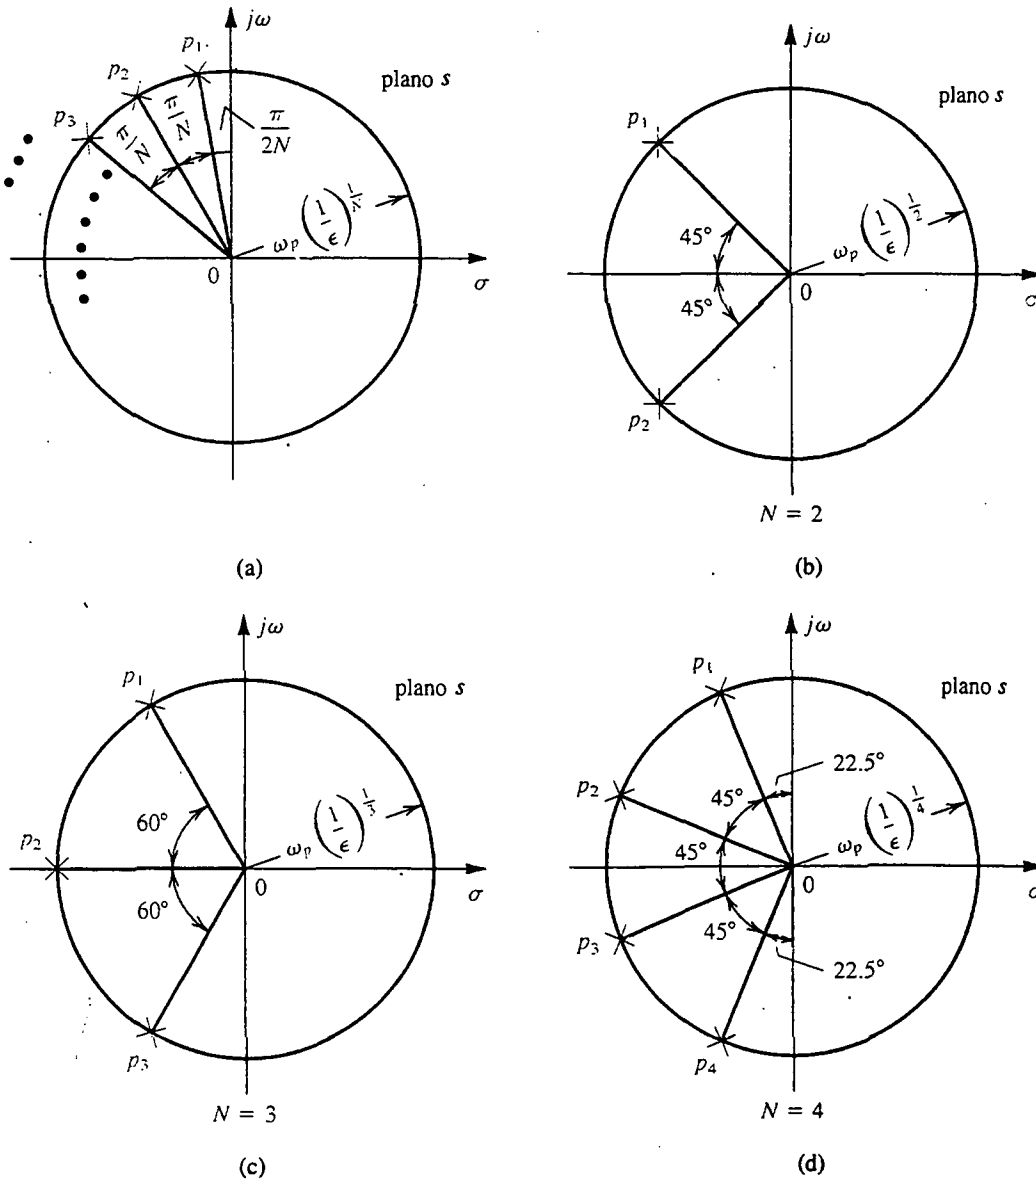 jω
plano s
p₁
p₂
p₃
π/N
π/N
π/2N
ωₚ (1/ϵ)^(1/N)
0
σ
(a)
jω
plano s
p₁
45°
45°
ωₚ (1/ϵ)^(1/2)
0
σ
p₂
N = 2
(b)
jω
plano s
p₁
60°
p₂
60°
ωₚ (1/ϵ)^(1/3)
0
σ
p₃
N = 3
(c)
jω
plano s
p₁
22.5°
p₂
45°
45°
45°
ωₚ (1/ϵ)^(1/4)
0
σ
p₃
22.5°
p₄
N = 4
(d)